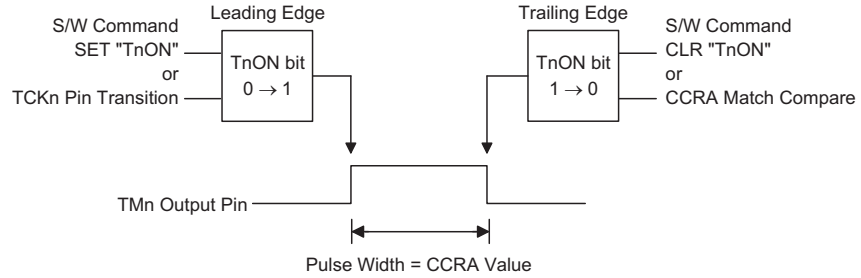 Leading Edge
S/W Command
SET "TnON"
or
TCKn Pin Transition
TnON bit
0 → 1
Trailing Edge
TnON bit
1 → 0
S/W Command
CLR "TnON"
or
CCRA Match Compare
TMn Output Pin
Pulse Width = CCRA Value